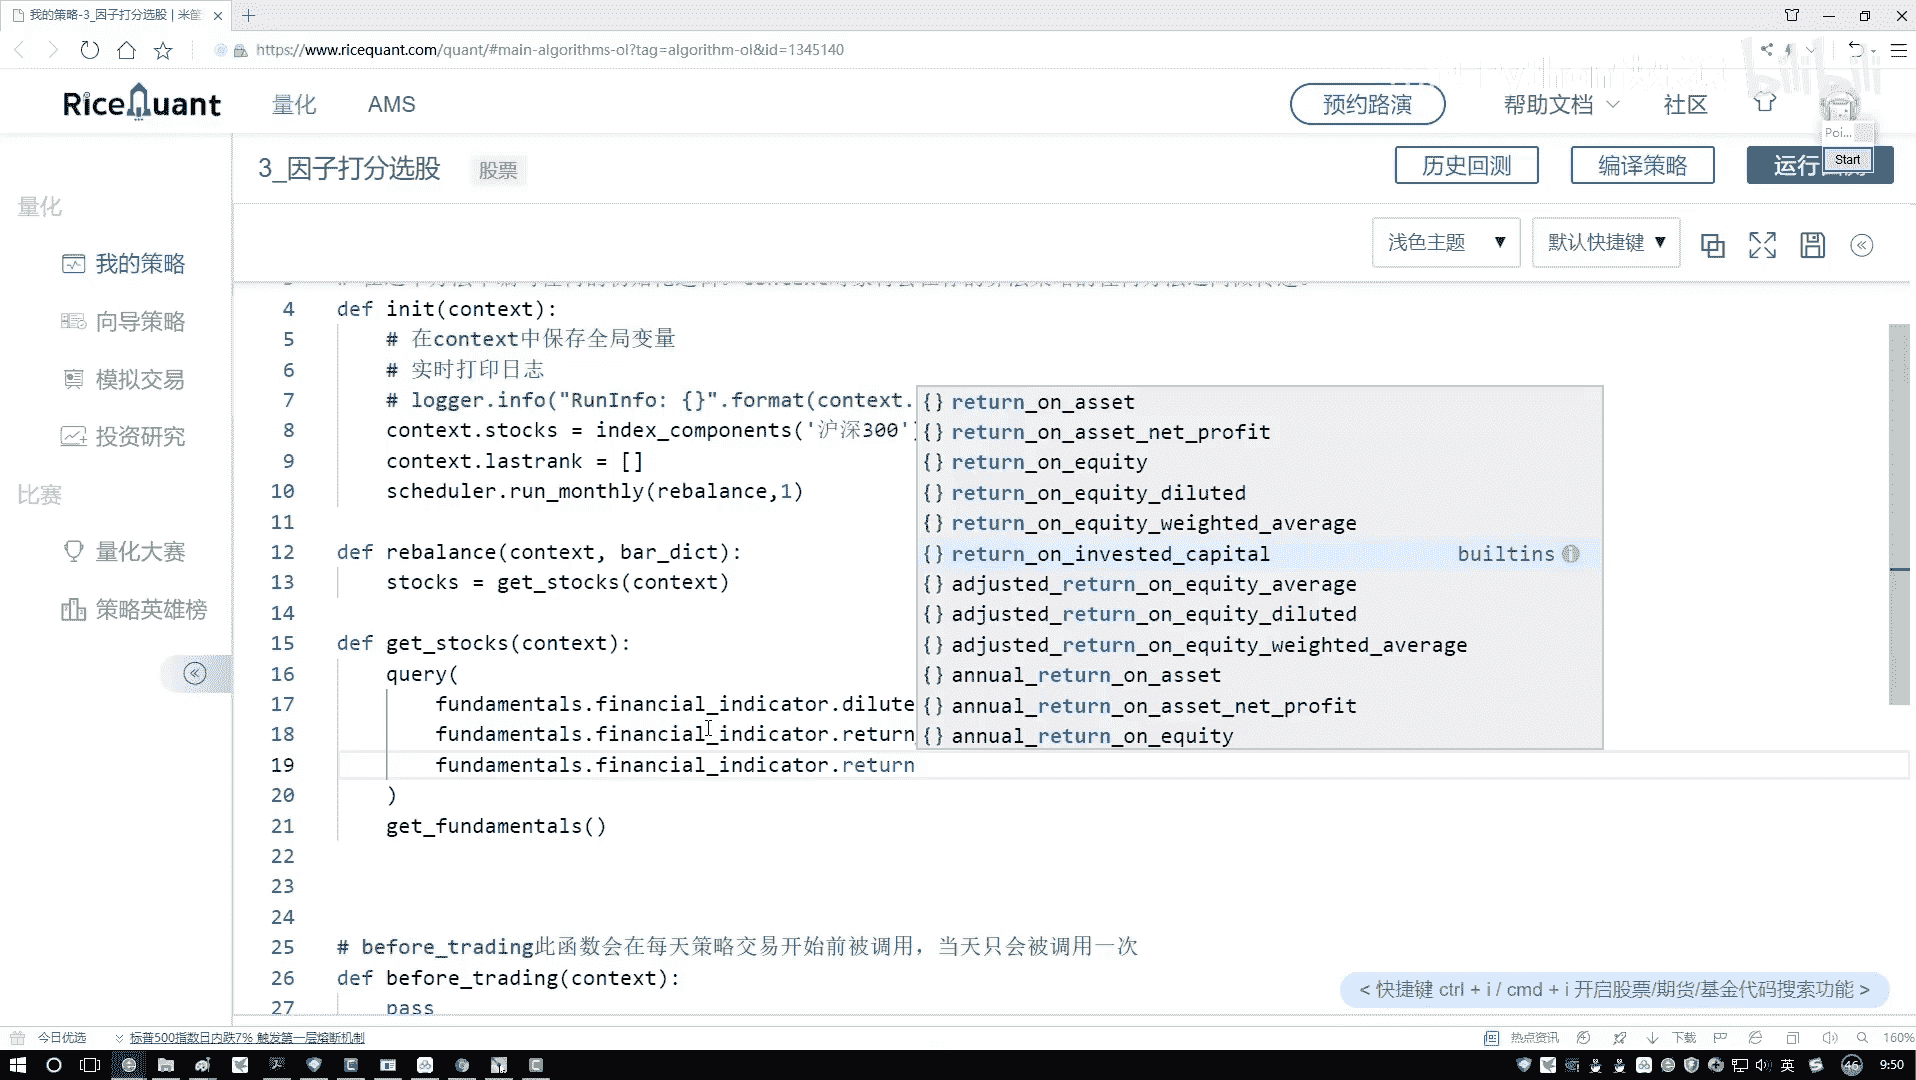 我的策略-3_因子打分选股 | 米筐
https://www.ricequant.com/quant/#main-algorithms-ol?tag=algorithm-ol&id=1345140
RiceQuant
量化
AMS
预约路演
帮助文档
社区
Poi...
Start
3_因子打分选股
股票
历史回测
编译策略
运行
浅色主题
默认快捷键
量化
我的策略
向导策略
模拟交易
投资研究
比赛
量化大赛
策略英雄榜
4 def init(context):
5 # 在context中保存全局变量
6 # 实时打印日志
7 # logger.info("RunInfo: {}".format(context.
8 context.stocks = index_components('沪深300')
9 context.lastrank = []
10 scheduler.run_monthly(rebalance,1)
11
12 def rebalance(context, bar_dict):
13 stocks = get_stocks(context)
14
15 def get_stocks(context):
16 query(
17 fundamentals.financial_indicator.dilute
18 fundamentals.financial_indicator.return
19 fundamentals.financial_indicator.return
20 )
21 get_fundamentals()
22
23
24
25 # before_trading此函数会在每天策略交易开始前被调用，当天只会被调用一次
26 def before_trading(context):
27 pass
{} return_on_asset
{} return_on_asset_net_profit
{} return_on_equity
{} return_on_equity_diluted
{} return_on_equity_weighted_average
{} return_on_invested_capital builtins
{} adjusted_return_on_equity_average
{} adjusted_return_on_equity_diluted
{} adjusted_return_on_equity_weighted_average
{} annual_return_on_asset
{} annual_return_on_asset_net_profit
{} annual_return_on_equity
< 快捷键 ctrl + i / cmd + i 开启股票/期货/基金代码搜索功能 >
今日优选
标普500指数日内跌7% 触发第一层熔断机制
热点资讯
下载
160%
英
46
9:50